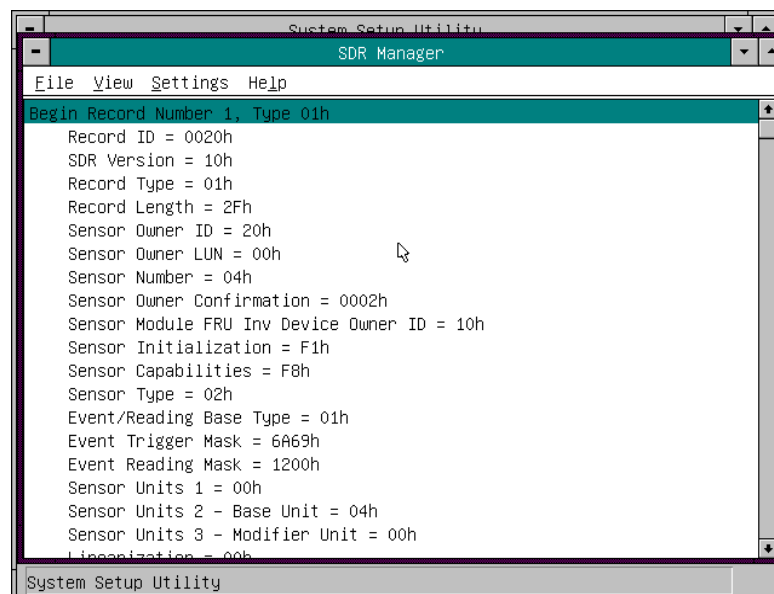 System Setup Utility
SDR Manager
File View Settings Help
Begin Record Number 1, Type 01h
Record ID = 0020h
SDR Version = 10h
Record Type = 01h
Record Length = 2Fh
Sensor Owner ID = 20h
Sensor Owner LUN = 00h
Sensor Number = 04h
Sensor Owner Confirmation = 0002h
Sensor Module FRU Inv Device Owner ID = 10h
Sensor Initialization = F1h
Sensor Capabilities = F8h
Sensor Type = 02h
Event/Reading Base Type = 01h
Event Trigger Mask = 6A69h
Event Reading Mask = 1200h
Sensor Units 1 = 00h
Sensor Units 2 - Base Unit = 04h
Sensor Units 3 - Modifier Unit = 00h
Linearization = 00h
System Setup Utility